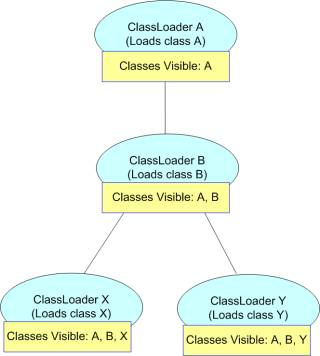 ClassLoader A
(Loads class A)
Classes Visible: A
ClassLoader B
(Loads class B)
Classes Visible: A, B
ClassLoader X
(Loads class X)
Classes Visible: A, B, X
ClassLoader Y
(Loads class Y)
Classes Visible: A, B, Y